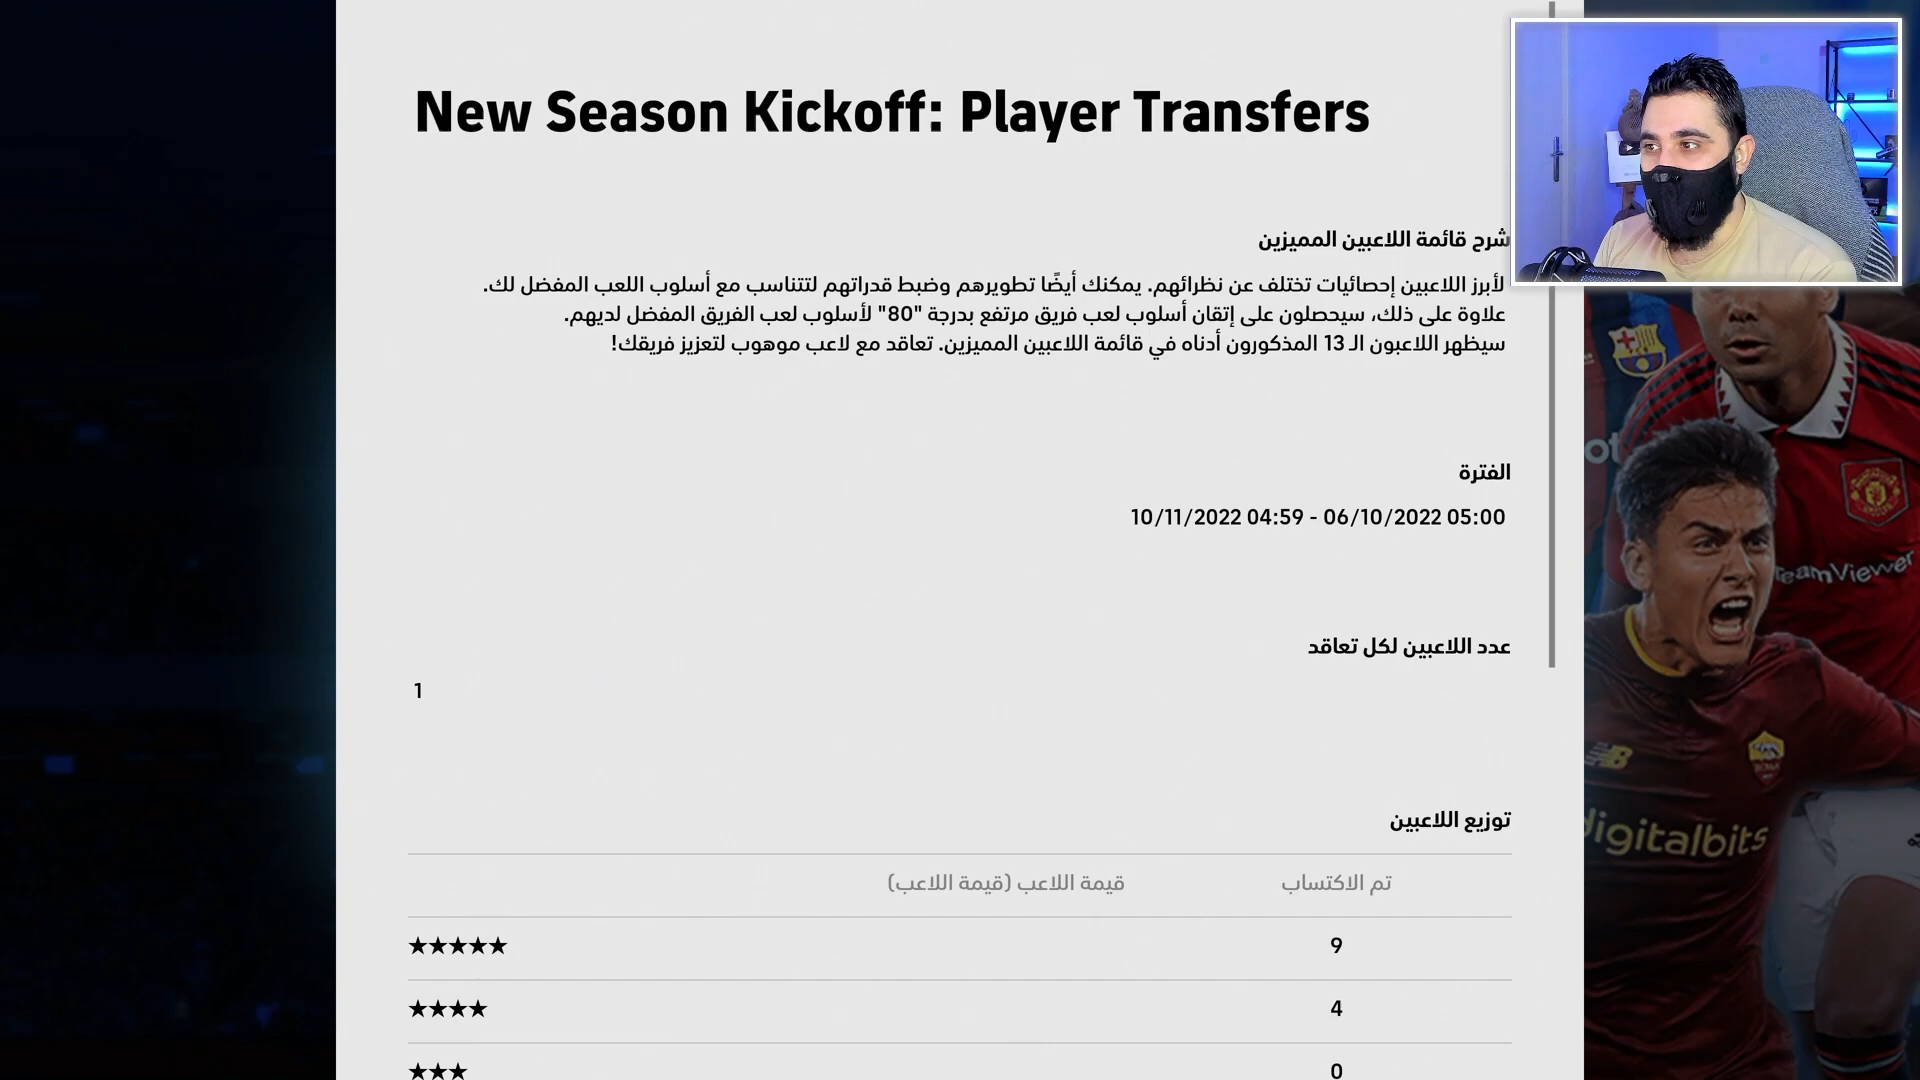 New Season Kickoff: Player Transfers
شرح قائمة اللاعبين المميزين
لأبرز اللاعبين إحصائيات تختلف عن نظرائهم. يمكنك أيضًا تطويرهم وضبط قدراتهم لتتناسب مع أسلوب اللعب المفضل لك.
علاوة على ذلك، سيحصلون على إتقان أسلوب لعب فريق مرتفع بدرجة "80" لأسلوب لعب الفريق المفضل لديهم.
سيظهر اللاعبون الـ 13 المذكورون أدناه في قائمة اللاعبين المميزين. تعاقد مع لاعب موهوب لتعزيز فريقك!
الفترة
10/11/2022 04:59 - 06/10/2022 05:00
عدد اللاعبين لكل تعاقد
1
توزيع اللاعبين
تم الاكتساب قيمة اللاعب (قيمة اللاعب)
9 ★★★★★
4 ★★★★
0 ★★★
TeamViewer
digitalbits